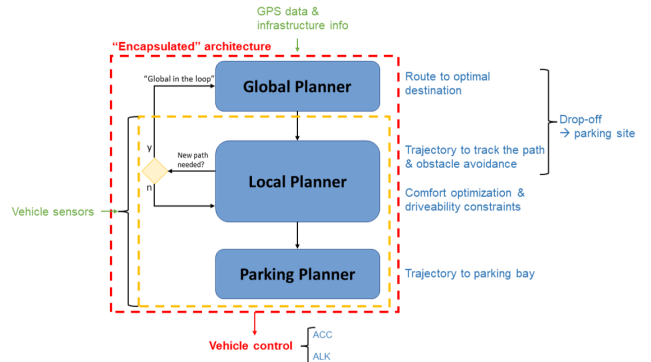 GPS data &
infrastructure info
“Encapsulated” architecture
“Global in the loop”
Global Planner
Route to optimal
destination
Drop-off
→ parking site
y
New path
needed?
n
Local Planner
Trajectory to track the path
& obstacle avoidance
Comfort optimization &
driveability constraints
Vehicle sensors
Parking Planner
Trajectory to parking bay
Vehicle control
ACC
ALK